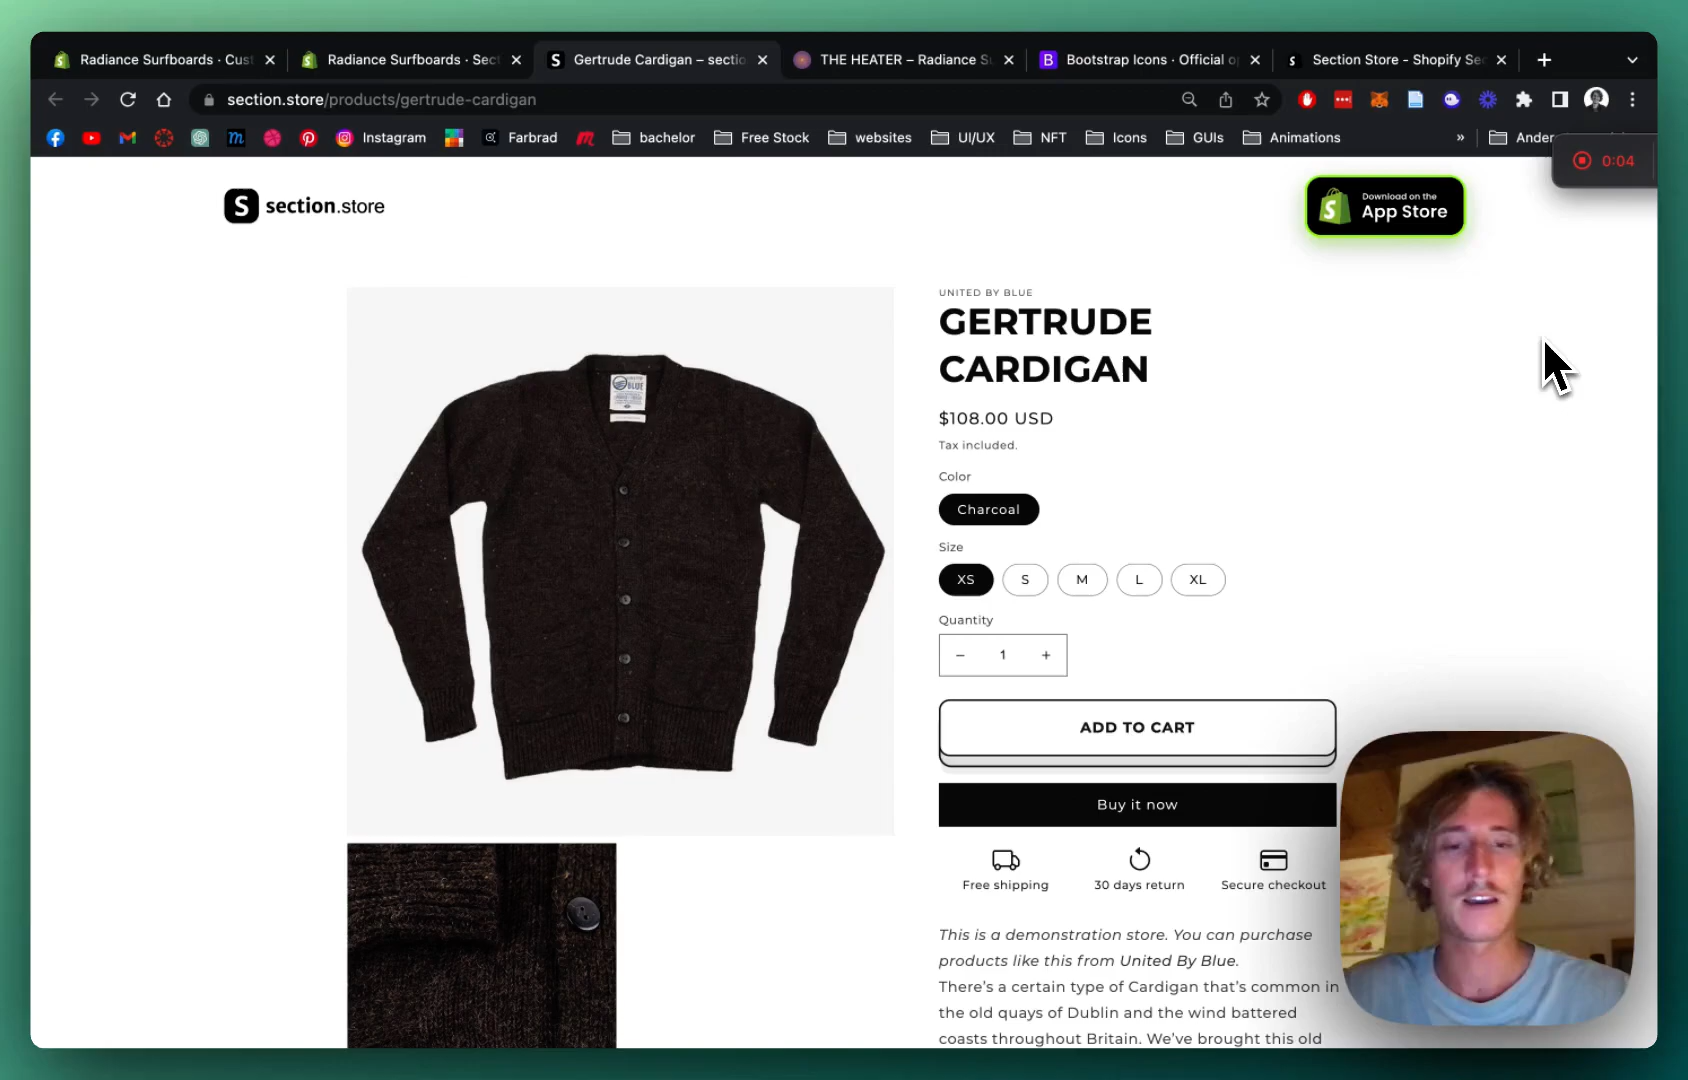 Radiance Surfboards · Cust
Radiance Surfboards · Sect
Gertrude Cardigan – sectio
THE HEATER – Radiance Su
Bootstrap Icons · Official op
Section Store - Shopify Sec
section.store/products/gertrude-cardigan
Instagram
Farbrad
bachelor
Free Stock
websites
UI/UX
NFT
Icons
GUIs
Animations
»
0:04
S section.store
Download on the
App Store
BLUE
UNITED BY BLUE
GERTRUDE
CARDIGAN
$108.00 USD
Tax included.
Color
Charcoal
Size
XS S M L XL
Quantity
− 1 +
ADD TO CART
Buy it now
Free shipping
30 days return
Secure checkout
This is a demonstration store. You can purchase
products like this from United By Blue.
There's a certain type of Cardigan that's common in
the old quays of Dublin and the wind battered
coasts throughout Britain. We've brought this old